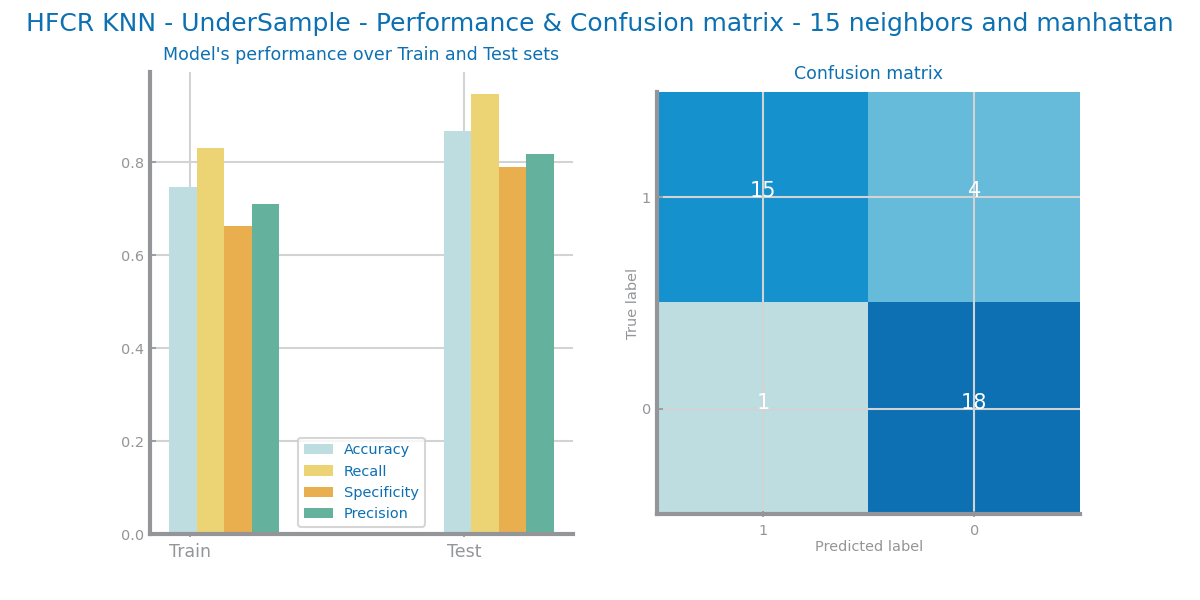 HFCR KNN - UnderSample - Performance & Confusion matrix - 15 neighbors and manhattan
Model's performance over Train and Test sets
0.8
0.6
0.4
0.2
0.0
Accuracy
Recall
Specificity
Precision
Train
Test
Confusion matrix
True label
1
0
15
4
1
18
1
0
Predicted label